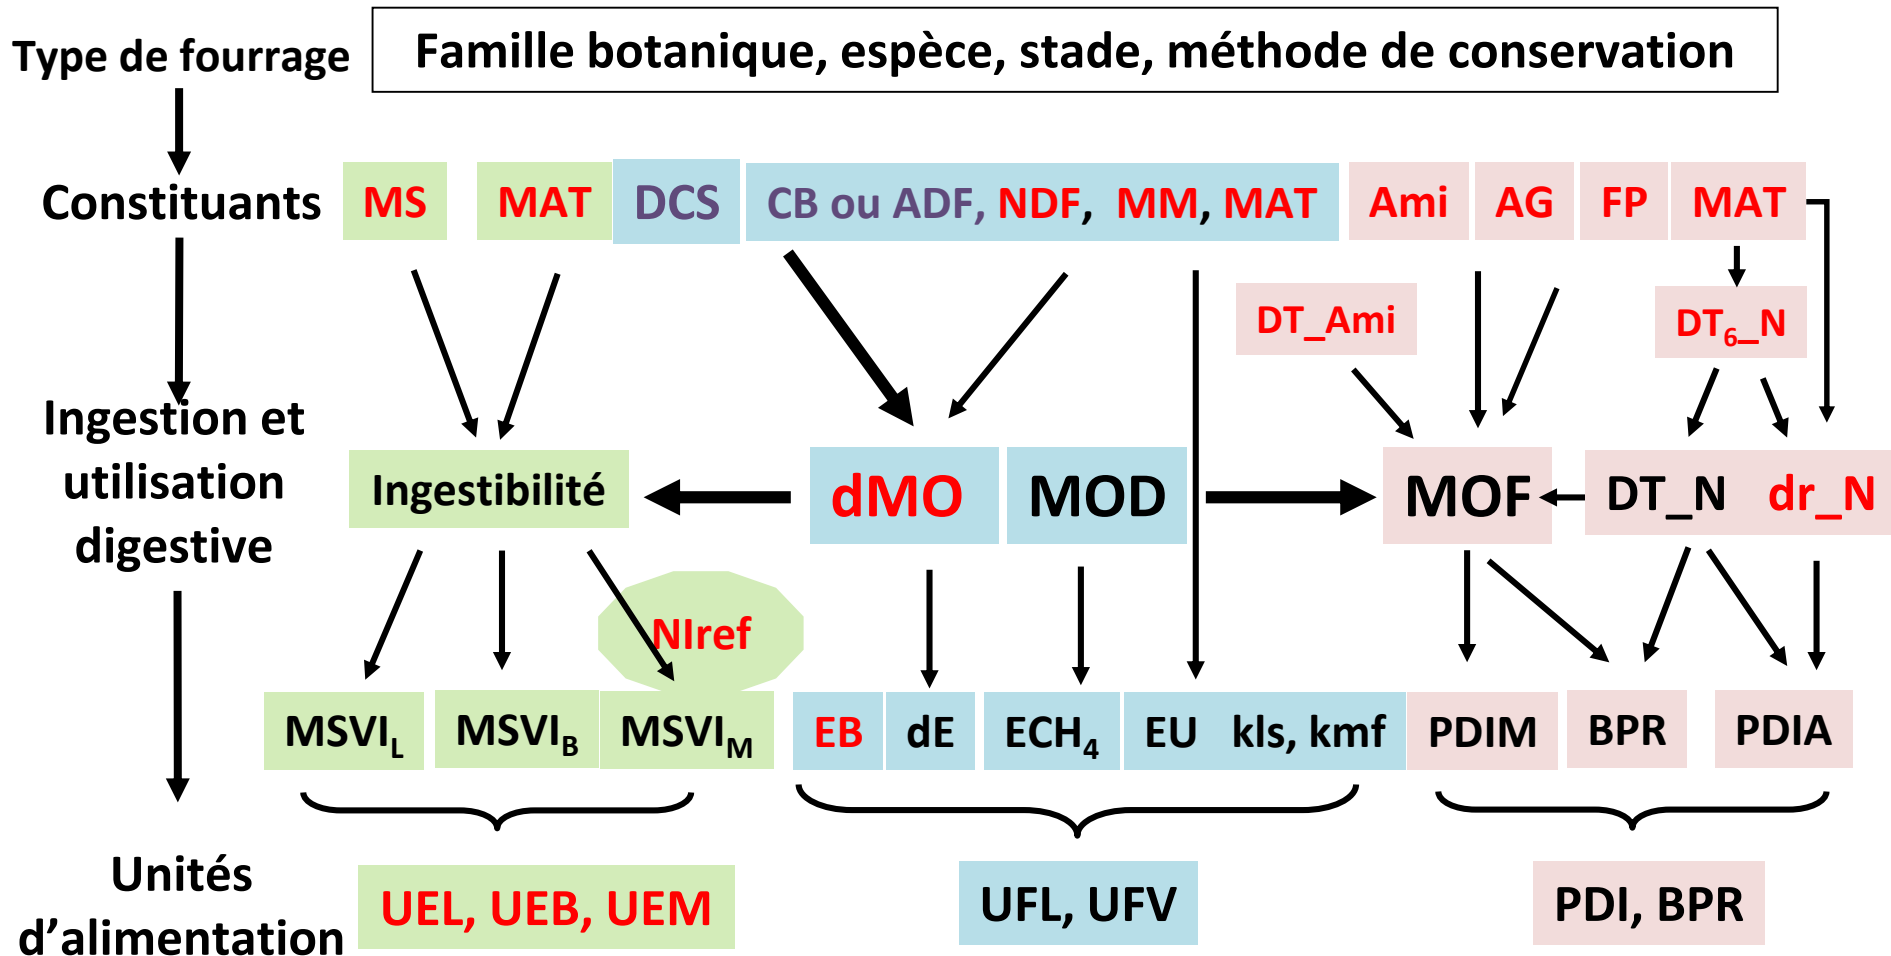 Type de fourrage
Famille botanique, espèce, stade, méthode de conservation
Constituants
MS
MAT
DCS
CB ou ADF, NDF, MM, MAT
Ami
AG
FP
MAT
DT_Ami
DT6_N
Ingestion et
utilisation
digestive
Ingestibilité
dMO
MOD
MOF
DT_N dr_N
NIref
MSVIL
MSVIB
MSVIM
EB
dE
ECH4
EU kls, kmf
PDIM
BPR
PDIA
Unités
d’alimentation
UEL, UEB, UEM
UFL, UFV
PDI, BPR